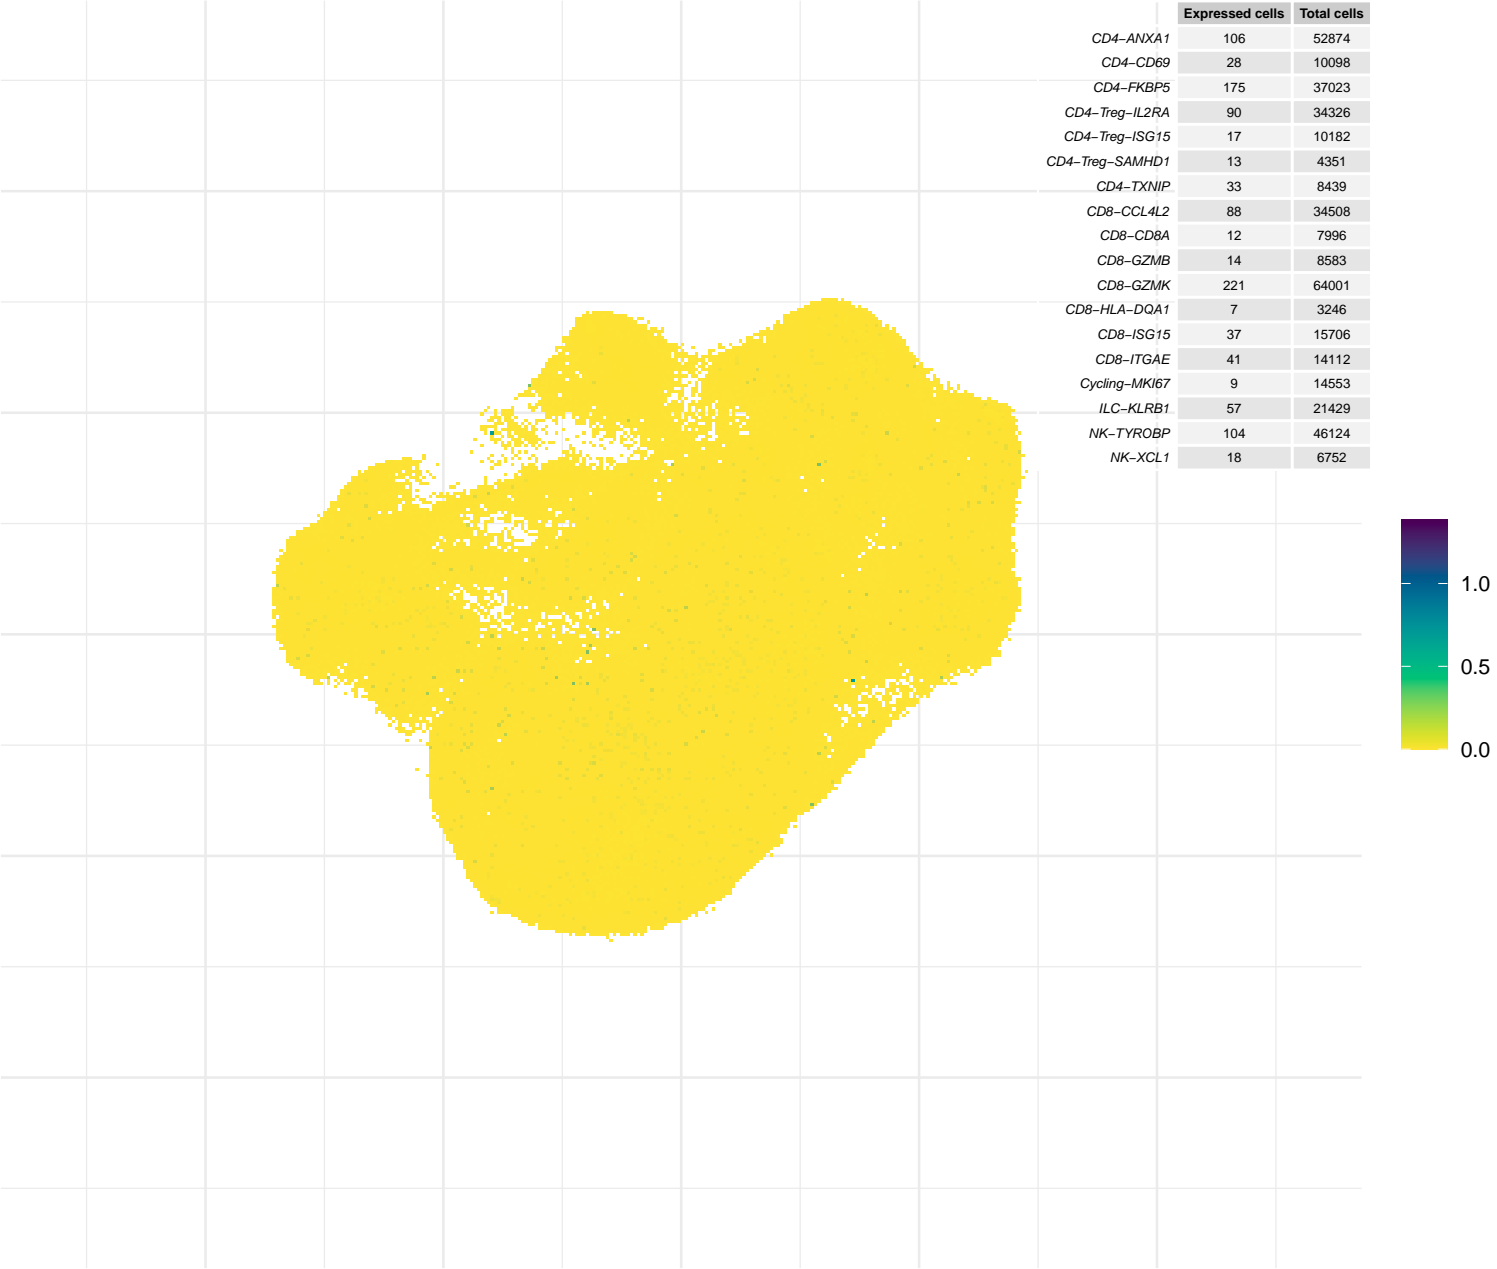 Expressed cells Total cells
CD4−ANXA1 106 52874
CD4−CD69 28 10098
CD4−FKBP5 175 37023
CD4−Treg−IL2RA 90 34326
CD4−Treg−ISG15 17 10182
CD4−Treg−SAMHD1 13 4351
CD4−TXNIP 33 8439
CD8−CCL4L2 88 34508
CD8−CD8A 12 7996
CD8−GZMB 14 8583
CD8−GZMK 221 64001
CD8−HLA−DQA1 7 3246
CD8−ISG15 37 15706
CD8−ITGAE 41 14112
Cycling−MKI67 9 14553
ILC−KLRB1 57 21429
NK−TYROBP 104 46124
NK−XCL1 18 6752
1.0
0.5
0.0